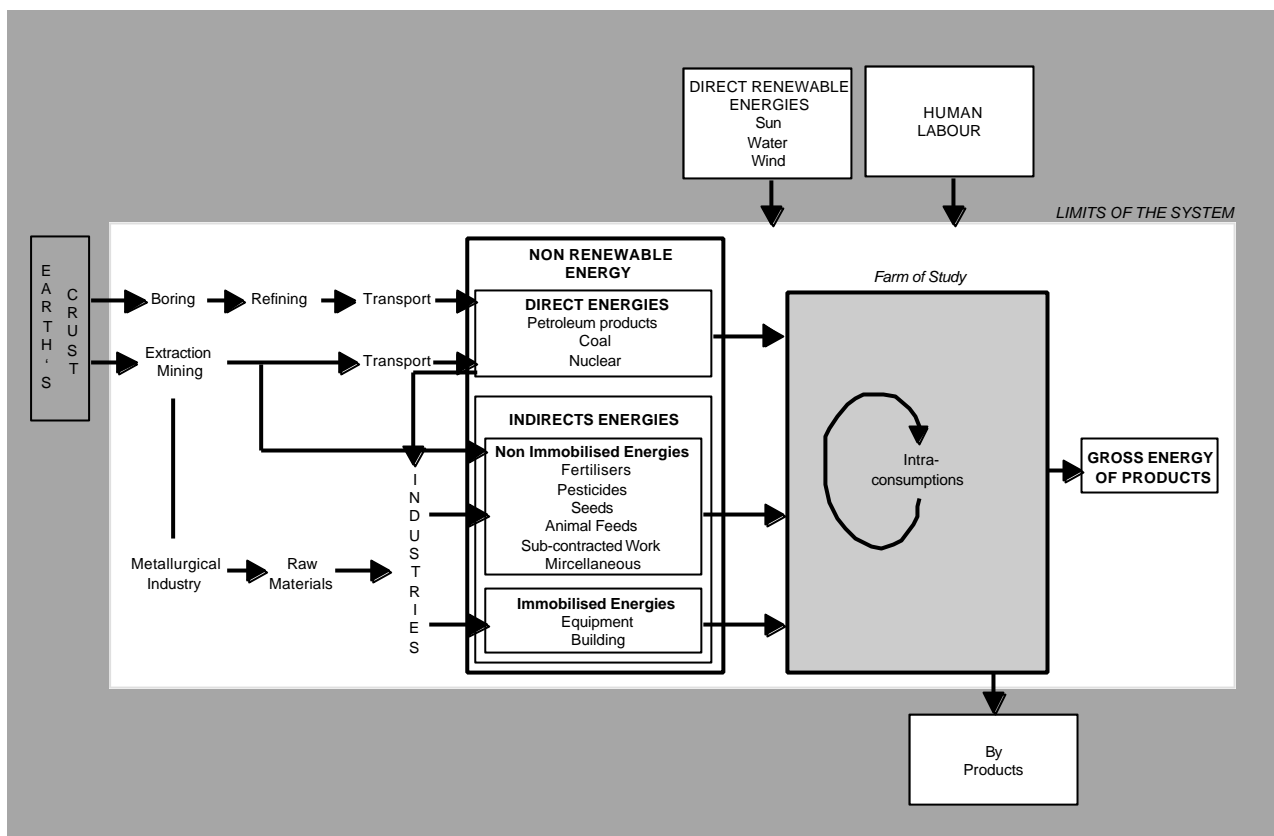 DIRECT RENEWABLE
ENERGIES
Sun
Water
Wind
HUMAN
LABOUR
LIMITS OF THE SYSTEM
EARTH'S
CRUST
Boring
Refining
Transport
Extraction
Mining
Transport
Metallurgical
Industry
Raw
Materials
INDUSTRIES
NON RENEWABLE
ENERGY
DIRECT ENERGIES
Petroleum products
Coal
Nuclear
INDIRECTS ENERGIES
Non Immobilised Energies
Fertilisers
Pesticides
Seeds
Animal Feeds
Sub-contracted Work
Mircellaneous
Immobilised Energies
Equipment
Building
Farm of Study
Intra-
consumptions
GROSS ENERGY
OF PRODUCTS
By
Products